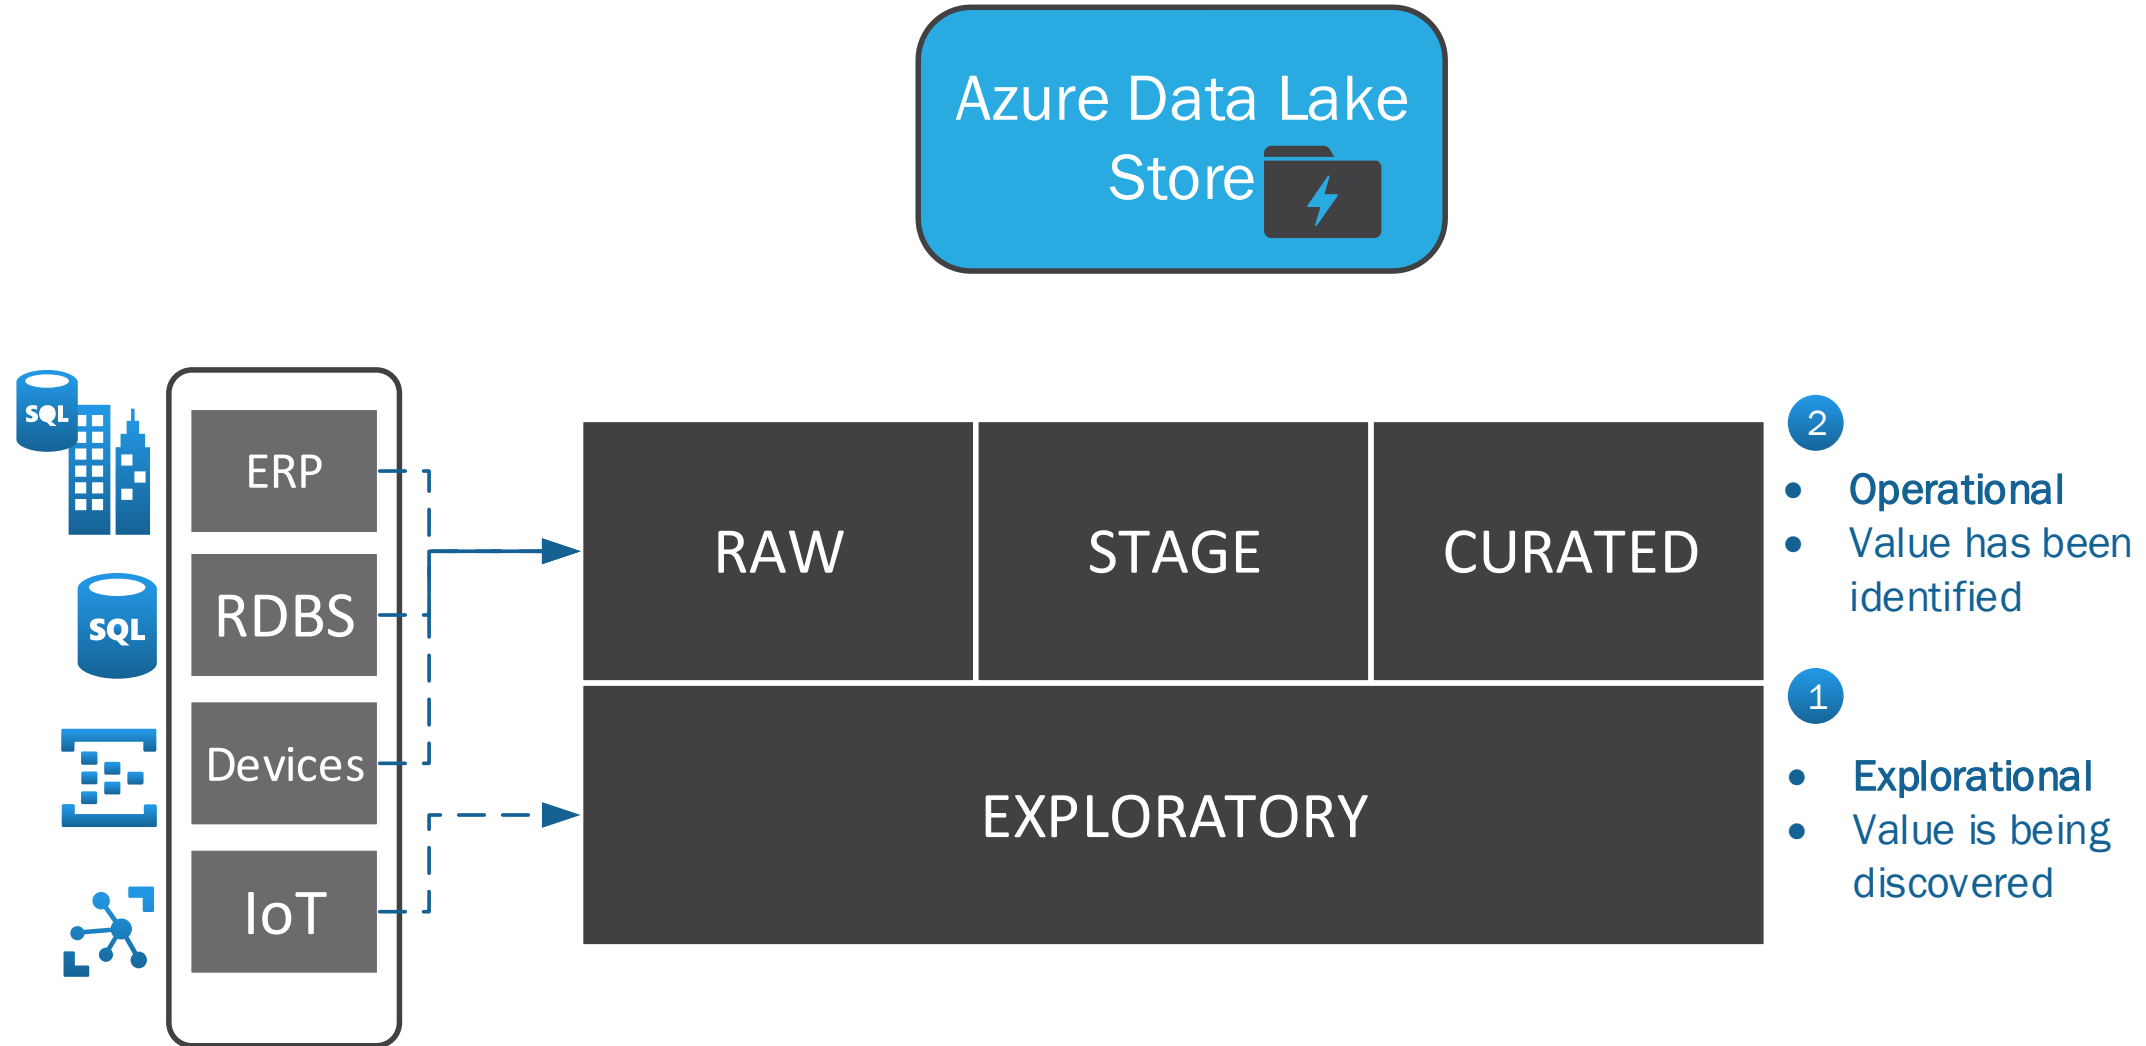 Azure Data Lake
Store
SQL
ERP
SQL
RDBS
Devices
IoT
RAW
STAGE
CURATED
EXPLORATORY
2
• Operational
• Value has been
identified
1
• Explorational
• Value is being
discovered